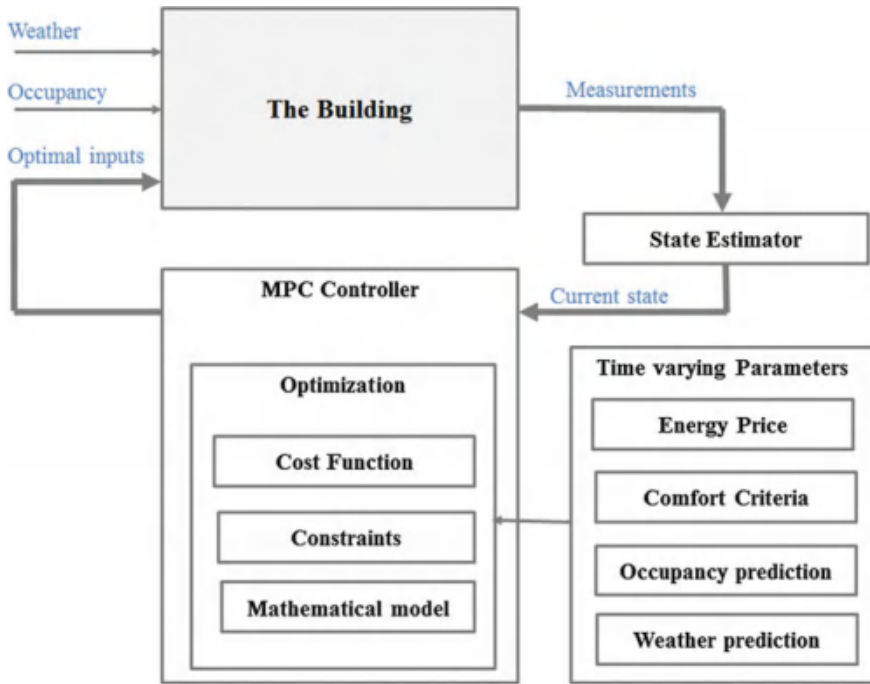 Weather
Occupancy
Optimal inputs
The Building
Measurements
State Estimator
Current state
MPC Controller
Optimization
Cost Function
Constraints
Mathematical model
Time varying Parameters
Energy Price
Comfort Criteria
Occupancy prediction
Weather prediction